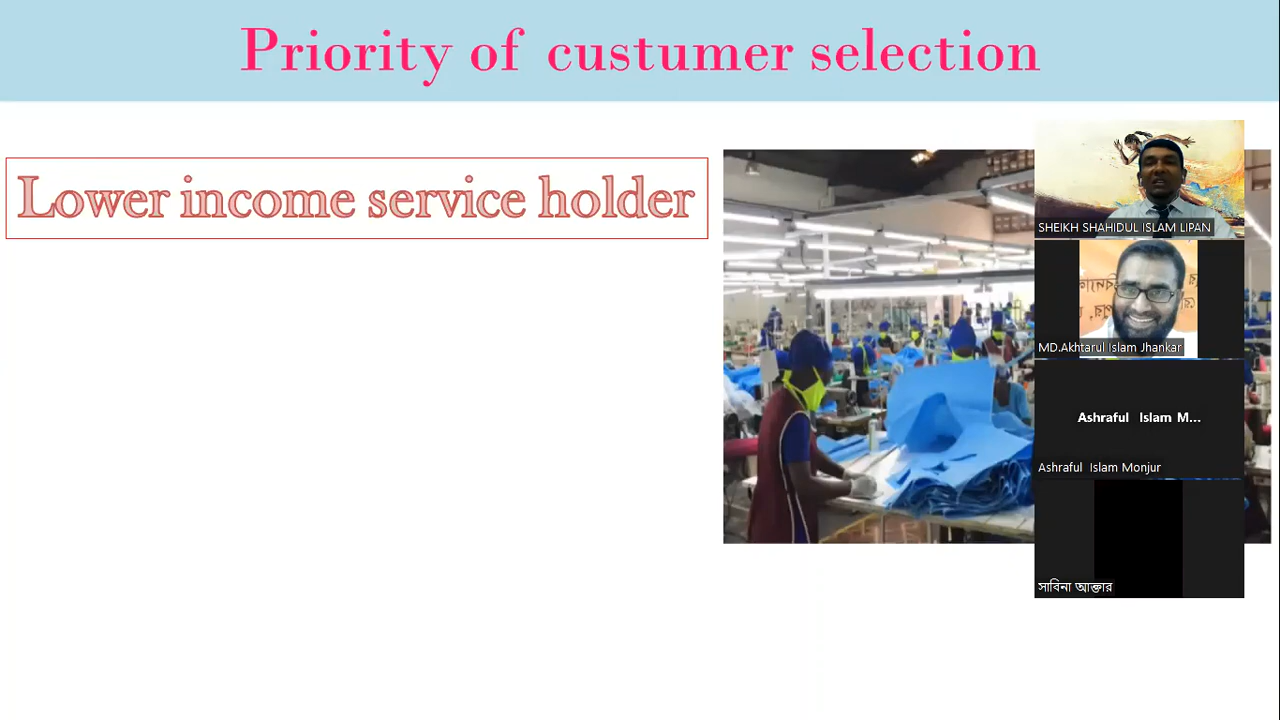 Priority of custumer selection
Lower income service holder
SHEIKH SHAHIDUL ISLAM LIPAN
MD.Akhtarul Islam Jhankar
Ashraful Islam M...
Ashraful Islam Monjur
সাবিনা আক্তার